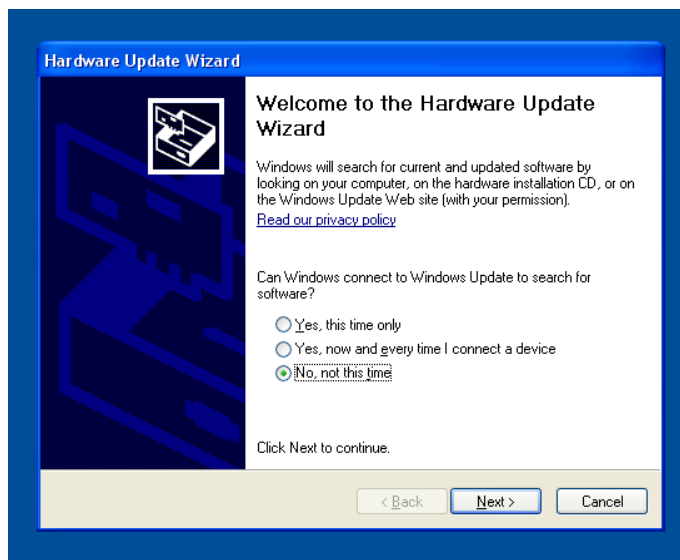 Hardware Update Wizard
Welcome to the Hardware Update
Wizard
Windows will search for current and updated software by
looking on your computer, on the hardware installation CD, or on
the Windows Update Web site (with your permission).
Read our privacy policy
Can Windows connect to Windows Update to search for
software?
Yes, this time only
Yes, now and every time I connect a device
No, not this time
Click Next to continue.
< Back Next > Cancel